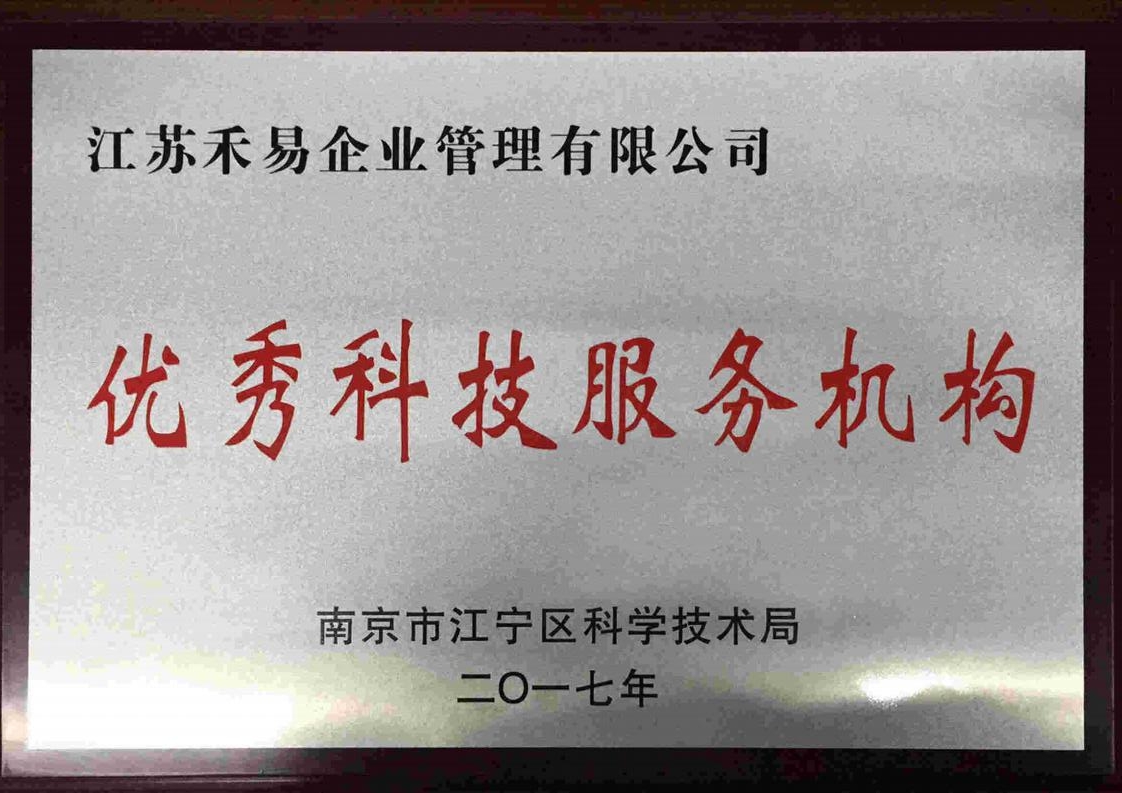 江苏禾易企业管理有限公司
优秀科技服务机构
南京市江宁区科学技术局
二〇一七年